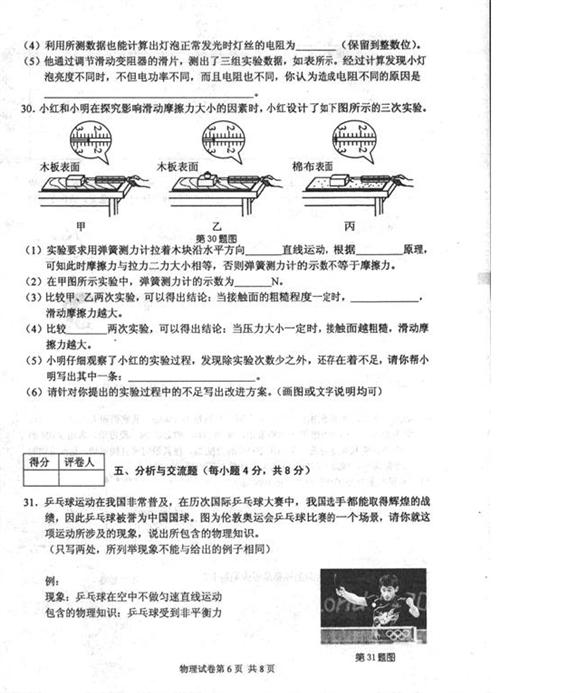 (4) 利用所测数据也能计算出灯泡正常发光时灯丝的电阻为______（保留到整数位）。
(5) 他通过调节滑动变阻器的滑片，测出了三组实验数据，如表所示。经过计算发现小灯
泡亮度不同时，不但电功率不同，而且电阻也不同，你认为造成电阻不同的原因是
______。
30. 小红和小明在探究影响滑动摩擦力大小的因素时，小红设计了如下图所示的三次实验。
3 2 3 2 3 2
木板表面 木板表面 棉布表面
甲 乙 丙
第30题图
(1) 实验要求用弹簧测力计拉着木块沿水平方向______直线运动，根据______原理，
可知此时摩擦力与拉力二力大小相等，否则弹簧测力计的示数不等于摩擦力。
(2) 在甲图所示实验中，弹簧测力计的示数为______N。
(3) 比较甲、乙两次实验，可以得出结论：当接触面的粗糙程度一定时，______，
滑动摩擦力越大。
(4) 比较______两次实验，可以得出结论：当压力大小一定时，接触面越粗糙，滑动摩
擦力越大。
(5) 小明仔细观察了小红的实验过程，发现除实验次数少之外，还存在着不足，请你帮小
明写出其中一条：______。
(6) 请针对你提出的实验过程中的不足写出改进方案。（画图或文字说明均可）
得分 评卷人
五、分析与交流题（每小题4分，共8分）
31. 乒乓球运动在我国非常普及，在历次国际乒乓球大赛中，我国选手都能取得辉煌的战
绩，因此乒乓球被誉为中国国球。图为伦敦奥运会乒乓球比赛的一个场景，请你就这
项运动所涉及的现象，说出所包含的物理知识。
（只写两处，所列举现象不能与给出的例子相同）
例：
现象：乒乓球在空中不做匀速直线运动
包含的物理知识：乒乓球受到非平衡力
第31题图
物理试卷第6页 共8页